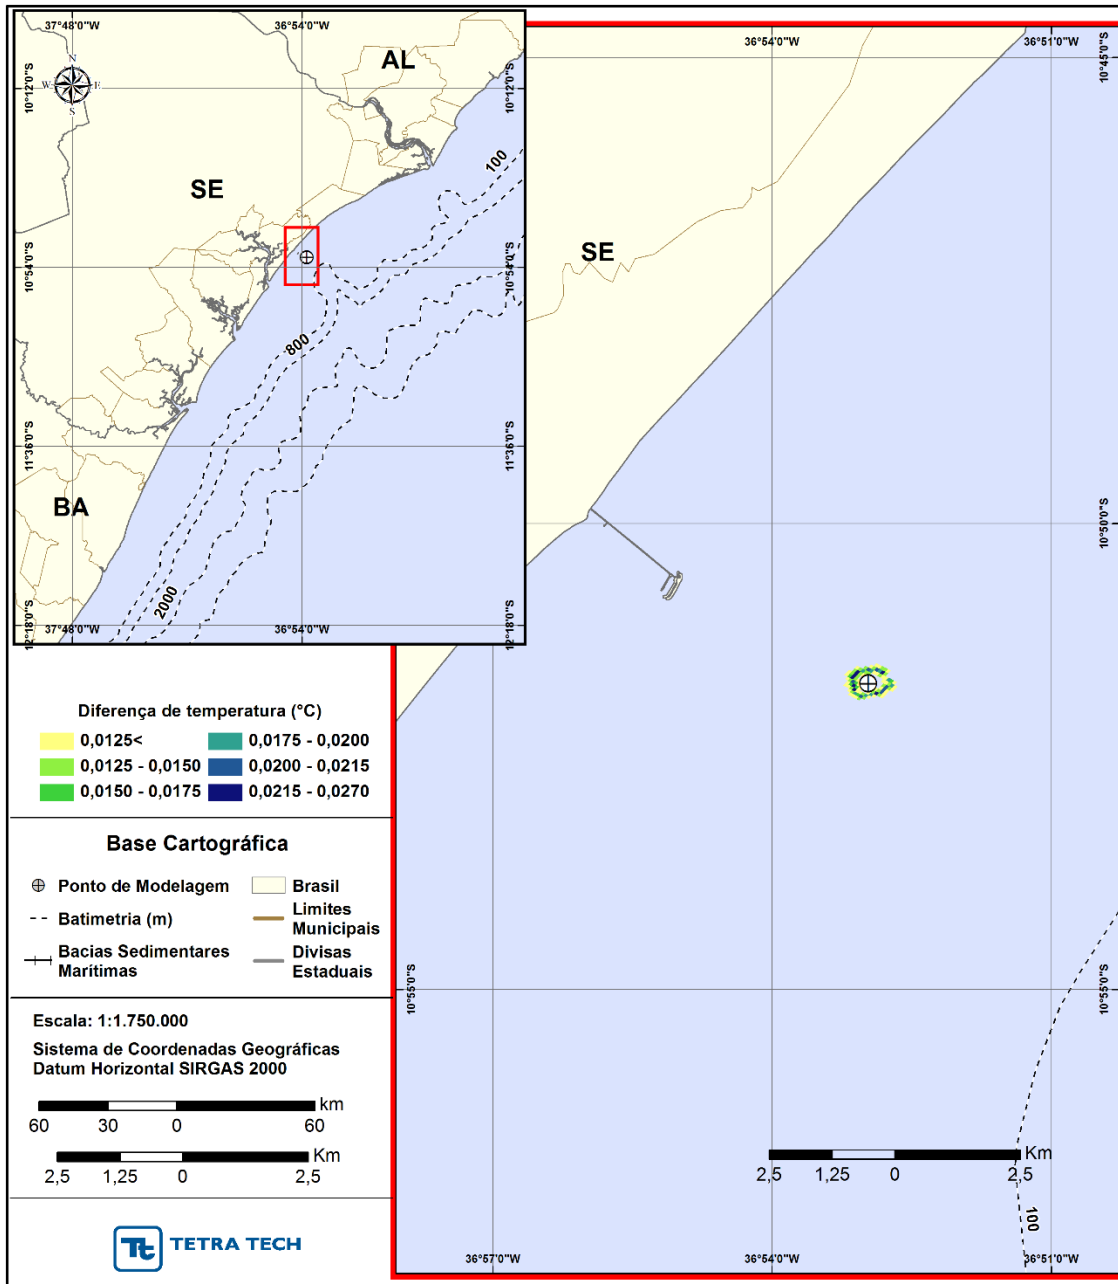 37°48'0"W
36°54'0"W
N
W
E
S
AL
10°12'0"S
10°12'0"S
100
SE
10°54'0"S
10°54'0"S
800
11°36'0"S
11°36'0"S
BA
2000
12°18'0"S
12°18'0"S
37°48'0"W
36°54'0"W
36°54'0"W
36°51'0"W
10°45'0"S
SE
10°50'0"S
10°55'0"S
100
2,5 1,25 0 2,5 Km
36°57'0"W
36°54'0"W
36°51'0"W
Diferença de temperatura (°C)
0,0125<
0,0125 - 0,0150
0,0150 - 0,0175
0,0175 - 0,0200
0,0200 - 0,0215
0,0215 - 0,0270
Base Cartográfica
Ponto de Modelagem
Batimetria (m)
Bacias Sedimentares
Marítimas
Brasil
Limites
Municipais
Divisas
Estaduais
Escala: 1:1.750.000
Sistema de Coordenadas Geográficas
Datum Horizontal SIRGAS 2000
60 30 0 60 km
2,5 1,25 0 2,5 Km
Tt TETRA TECH